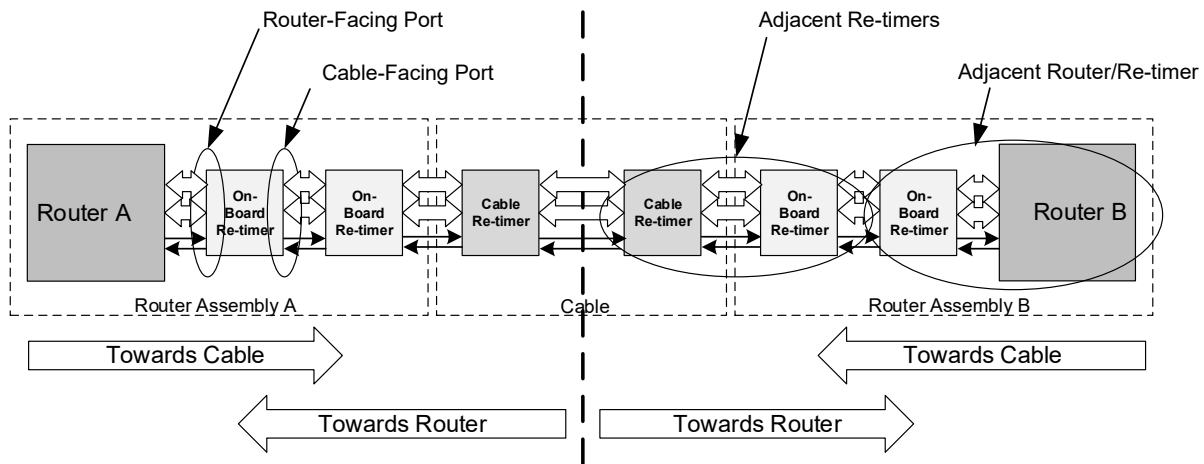 Router-Facing Port
Adjacent Re-timers
Cable-Facing Port
Adjacent Router/Re-timer
Router A
On-
Board
Re-timer
On-
Board
Re-timer
Cable
Re-timer
Cable
Re-timer
On-
Board
Re-timer
On-
Board
Re-timer
Router B
Router Assembly A
Cable
Router Assembly B
Towards Cable
Towards Cable
Towards Router
Towards Router